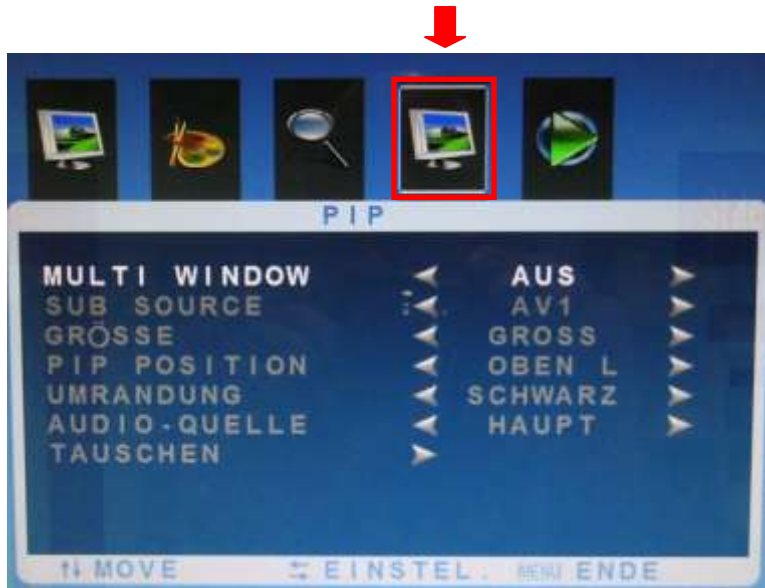 PIP
MULTI WINDOW ◄ AUS ►
SUB SOURCE ◄ AV1 ►
GRÖSSE ◄ GROSS ►
PIP POSITION ◄ OBEN L ►
UMRANDUNG ◄ SCHWARZ ►
AUDIO-QUELLE ◄ HAUPT ►
TAUSCHEN ►
↑↓ MOVE ⇆ EINSTEL. MENU ENDE